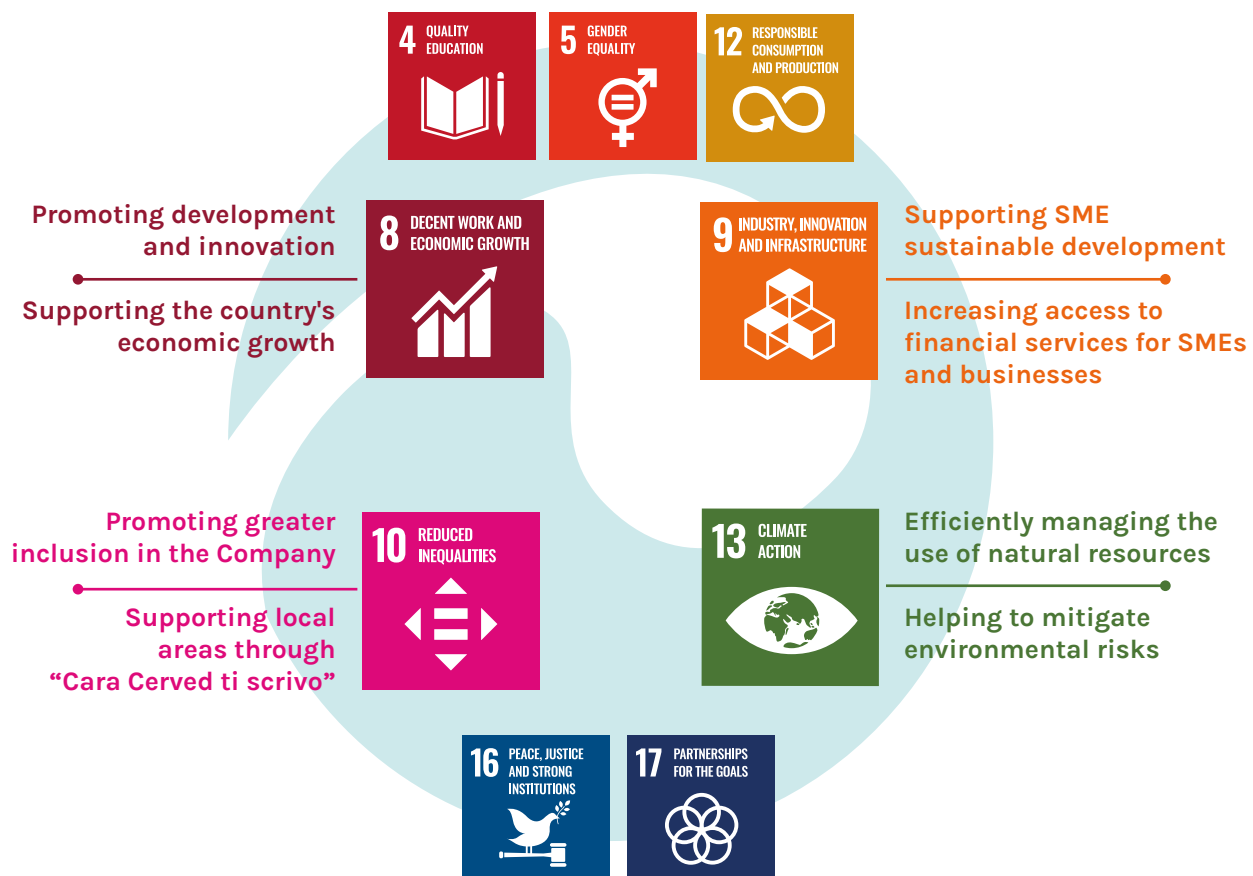 4 QUALITY
EDUCATION
5 GENDER
EQUALITY
12 RESPONSIBLE
CONSUMPTION
AND PRODUCTION
Promoting development
and innovation
Supporting the country's
economic growth
8 DECENT WORK AND
ECONOMIC GROWTH
9 INDUSTRY, INNOVATION
AND INFRASTRUCTURE
Supporting SME
sustainable development
Increasing access to
financial services for SMEs
and businesses
Promoting greater
inclusion in the Company
Supporting local
areas through
“Cara Cerved ti scrivo”
10 REDUCED
INEQUALITIES
13 CLIMATE
ACTION
Efficiently managing the
use of natural resources
Helping to mitigate
environmental risks
16 PEACE, JUSTICE
AND STRONG
INSTITUTIONS
17 PARTNERSHIPS
FOR THE GOALS